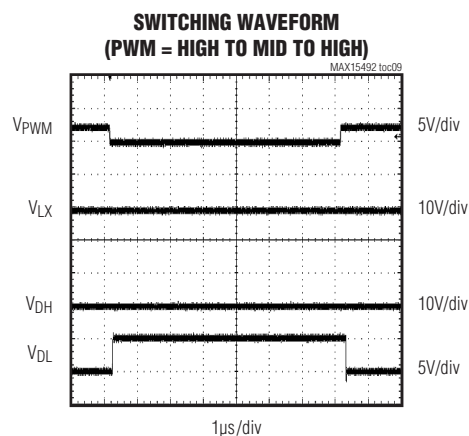 SWITCHING WAVEFORM
(PWM = HIGH TO MID TO HIGH)
MAX15492 toc09
VPWM
5V/div
VLX
10V/div
VDH
10V/div
VDL
5V/div
1µs/div